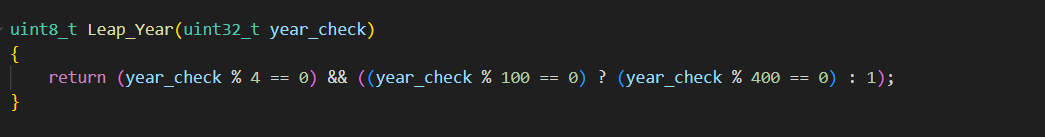 uint8_t Leap_Year(uint32_t year_check)
{
    return (year_check % 4 == 0) && ((year_check % 100 == 0) ? (year_check % 400 == 0) : 1);
}